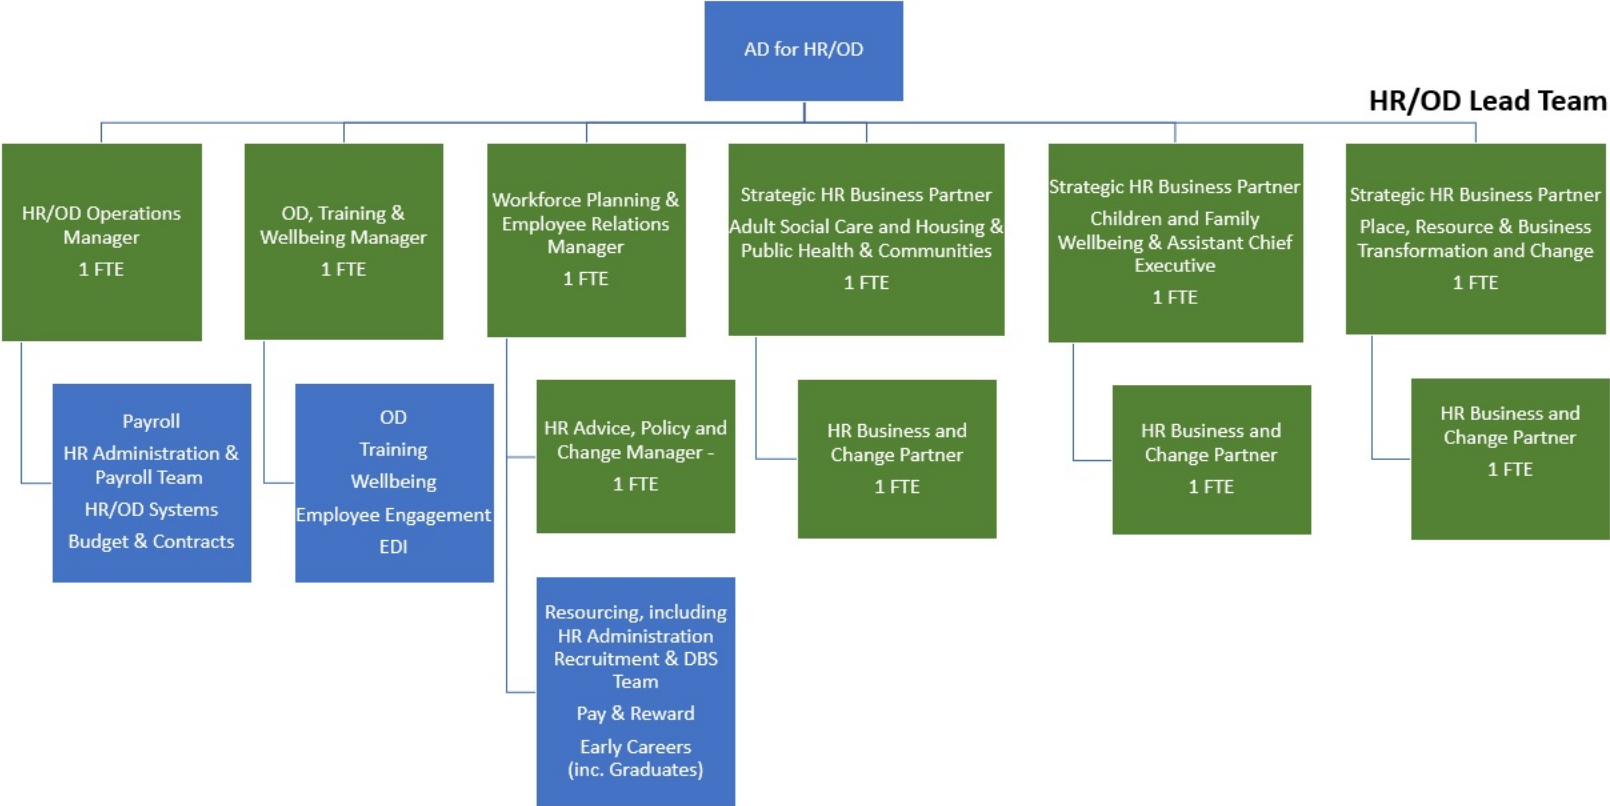 AD for HR/OD
HR/OD Lead Team
HR/OD Operations
Manager
1 FTE
OD, Training &
Wellbeing Manager
1 FTE
Workforce Planning &
Employee Relations
Manager
1 FTE
Strategic HR Business Partner
Adult Social Care and Housing &
Public Health & Communities
1 FTE
Strategic HR Business Partner
Children and Family
Wellbeing & Assistant Chief
Executive
1 FTE
Strategic HR Business Partner
Place, Resource & Business
Transformation and Change
1 FTE
Payroll
HR Administration &
Payroll Team
HR/OD Systems
Budget & Contracts
OD
Training
Wellbeing
Employee Engagement
EDI
HR Advice, Policy and
Change Manager -
1 FTE
HR Business and
Change Partner
1 FTE
HR Business and
Change Partner
1 FTE
HR Business and
Change Partner
1 FTE
Resourcing, including
HR Administration
Recruitment & DBS
Team
Pay & Reward
Early Careers
(inc. Graduates)